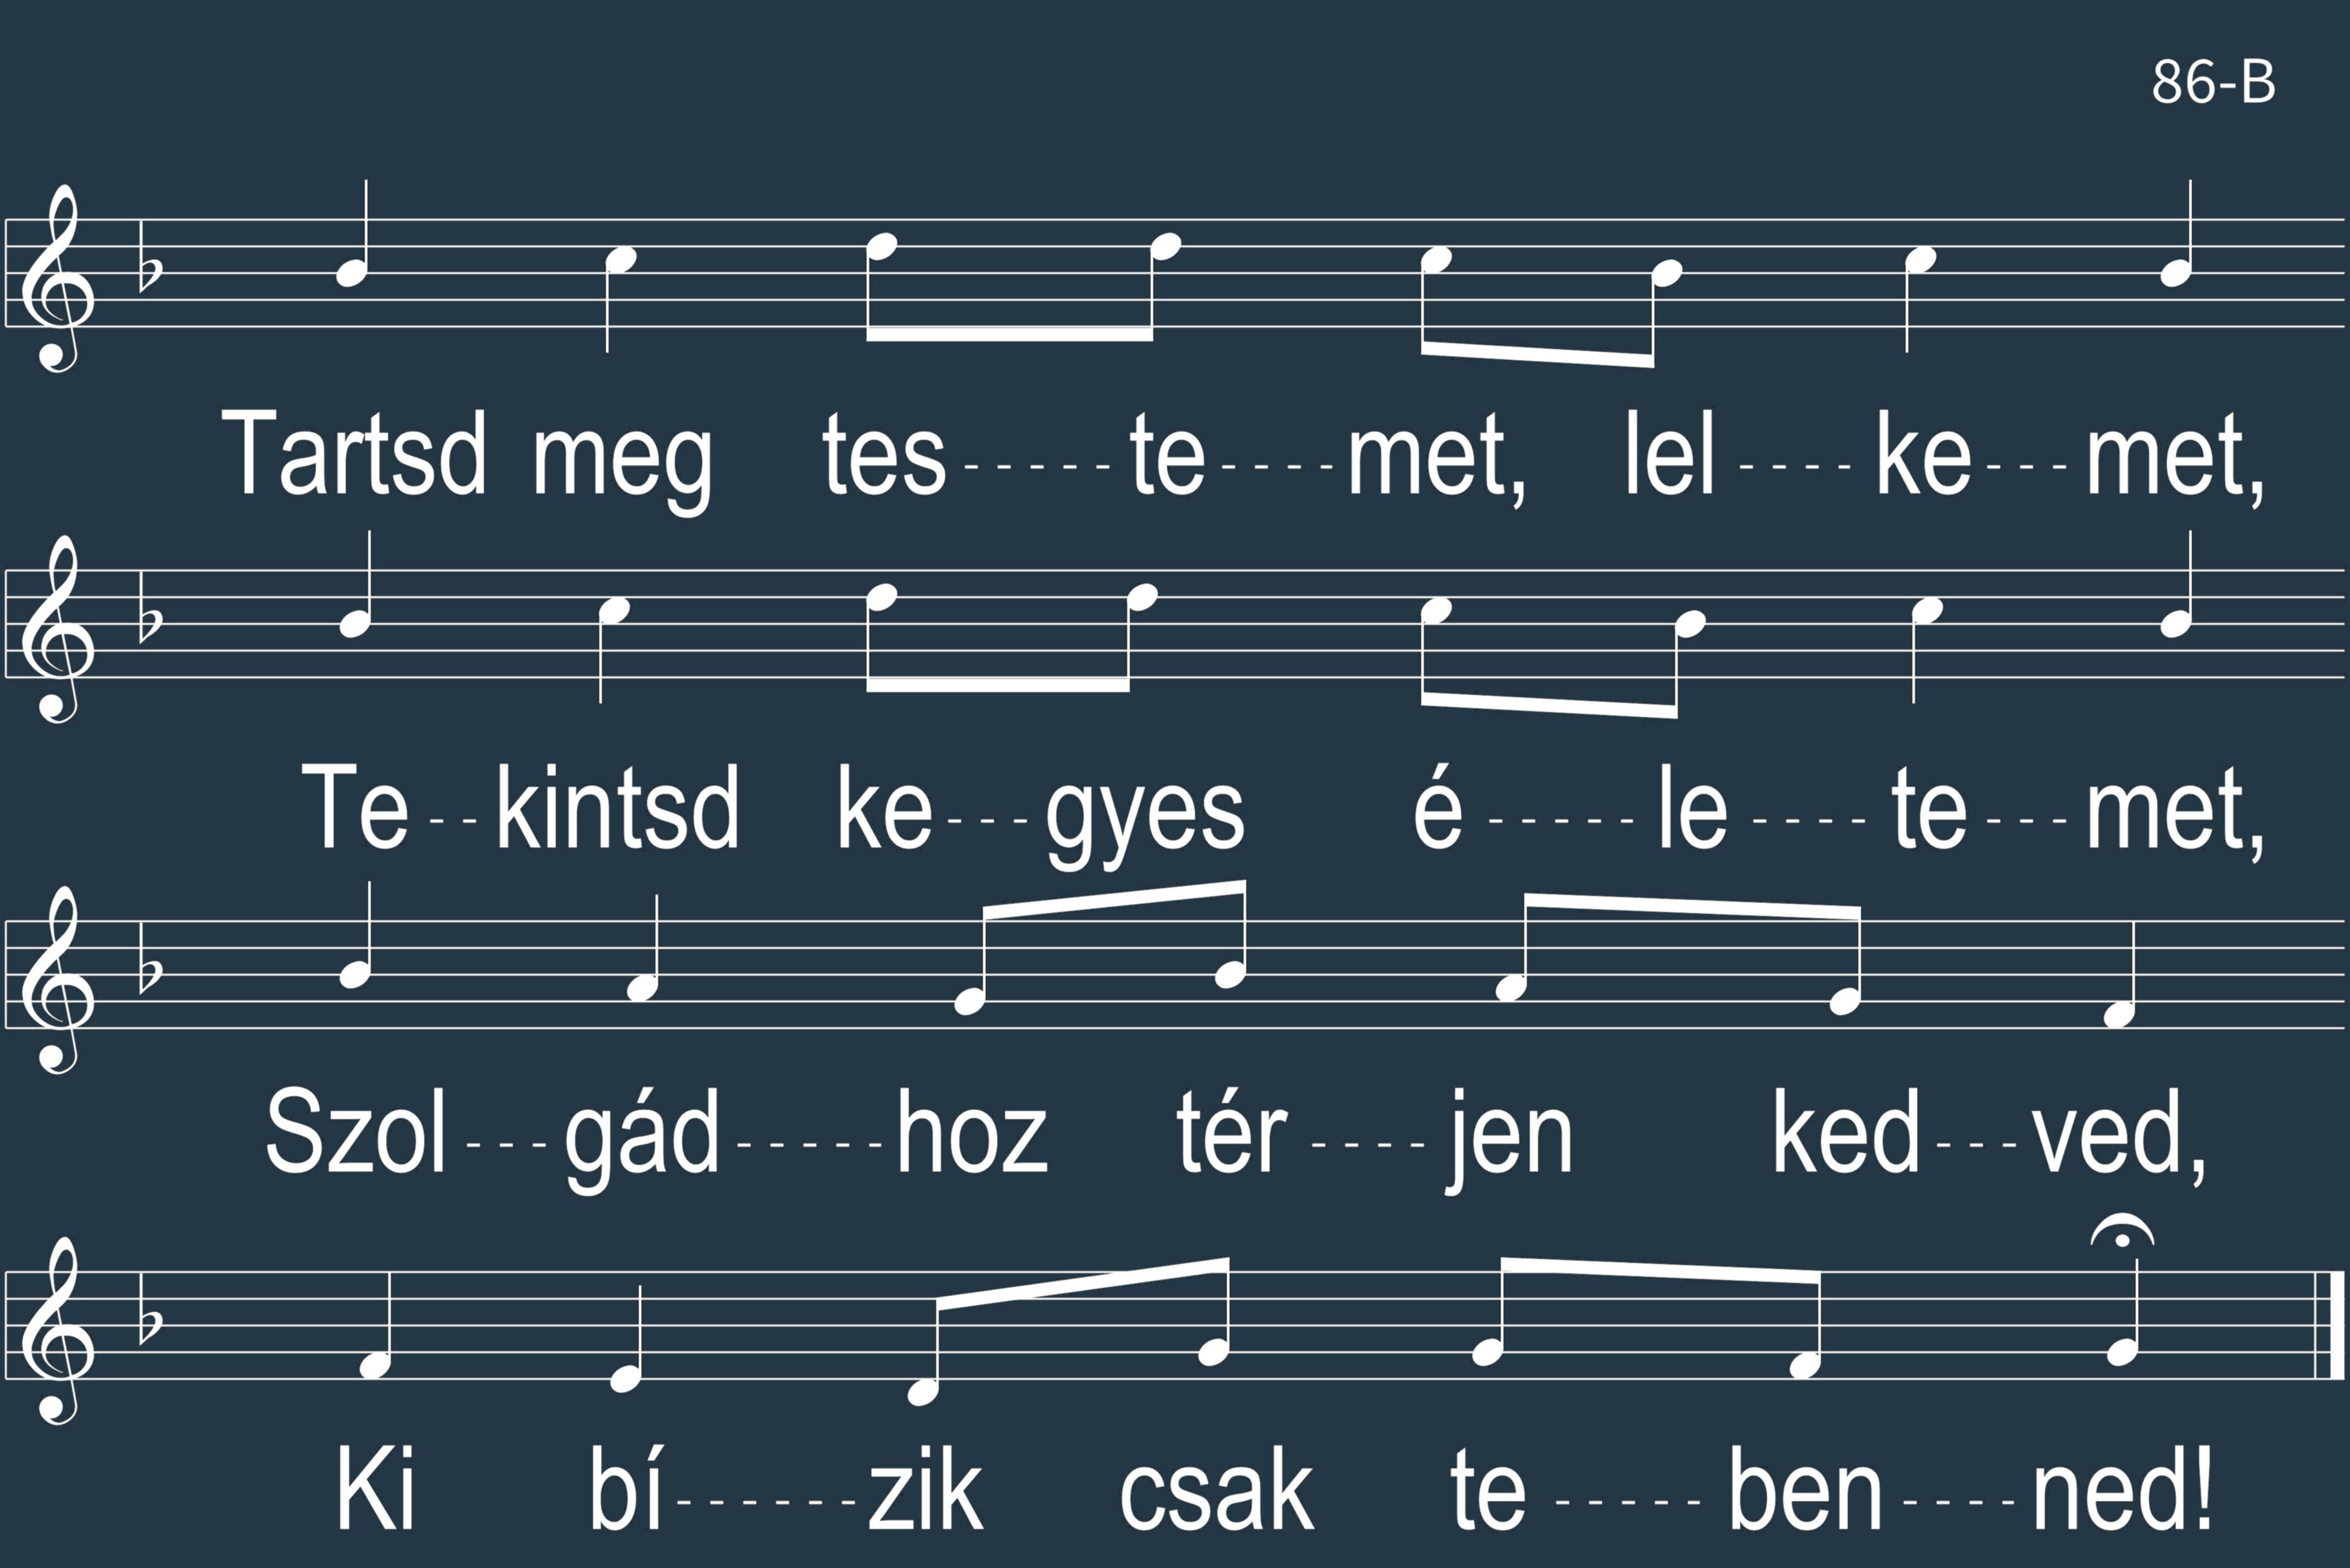 86-B
Tartsd meg tes-----te----met, lel----ke---met,
Te--kintsd ke---gyes é-----le----te---met,
Szol---gád-----hoz tér----jen ked---ved,
Ki bí------zik csak te-----ben----ned!